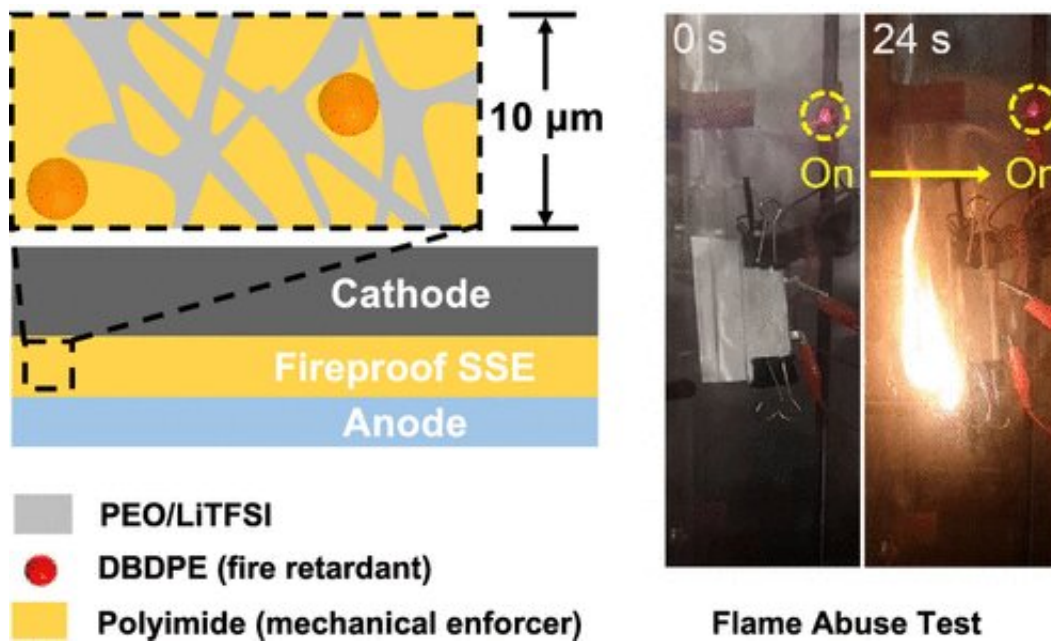 10 μm
Cathode
Fireproof SSE
Anode
PEO/LiTFSI
DBDPE (fire retardant)
Polyimide (mechanical enforcer)
0 s
24 s
On
On
Flame Abuse Test